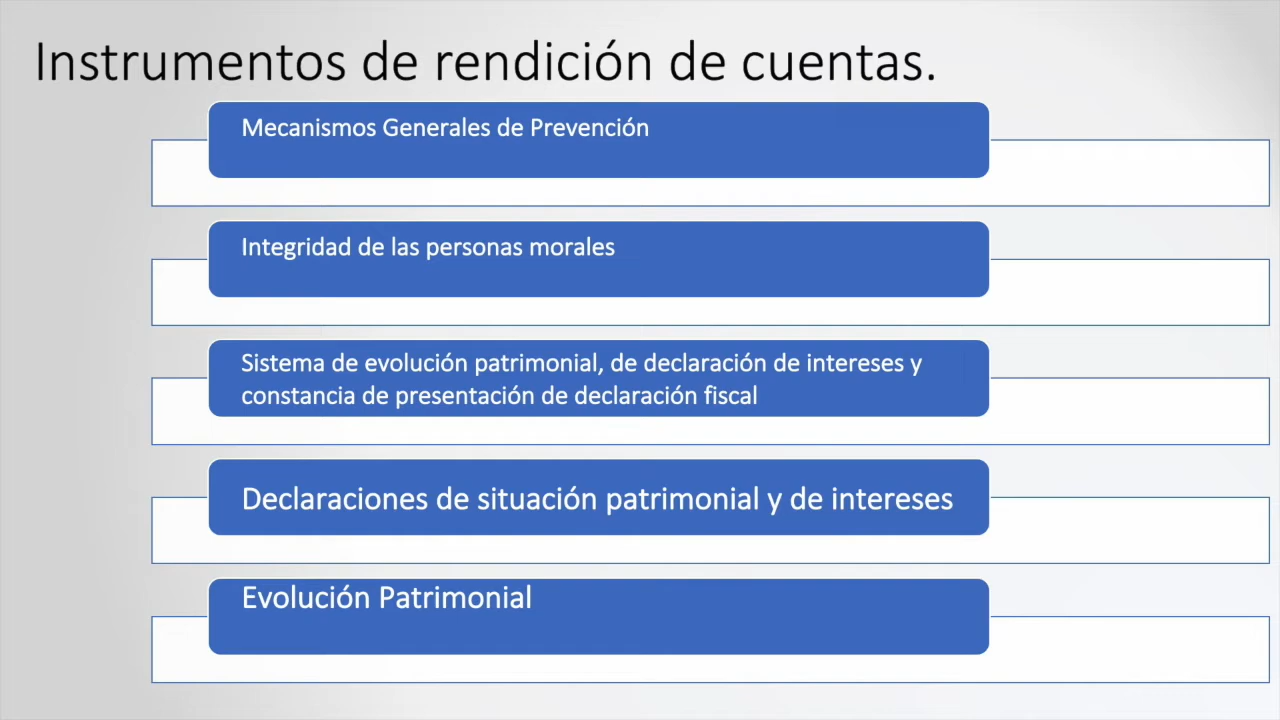 Instrumentos de rendición de cuentas.
Mecanismos Generales de Prevención
Integridad de las personas morales
Sistema de evolución patrimonial, de declaración de intereses y
constancia de presentación de declaración fiscal
Declaraciones de situación patrimonial y de intereses
Evolución Patrimonial